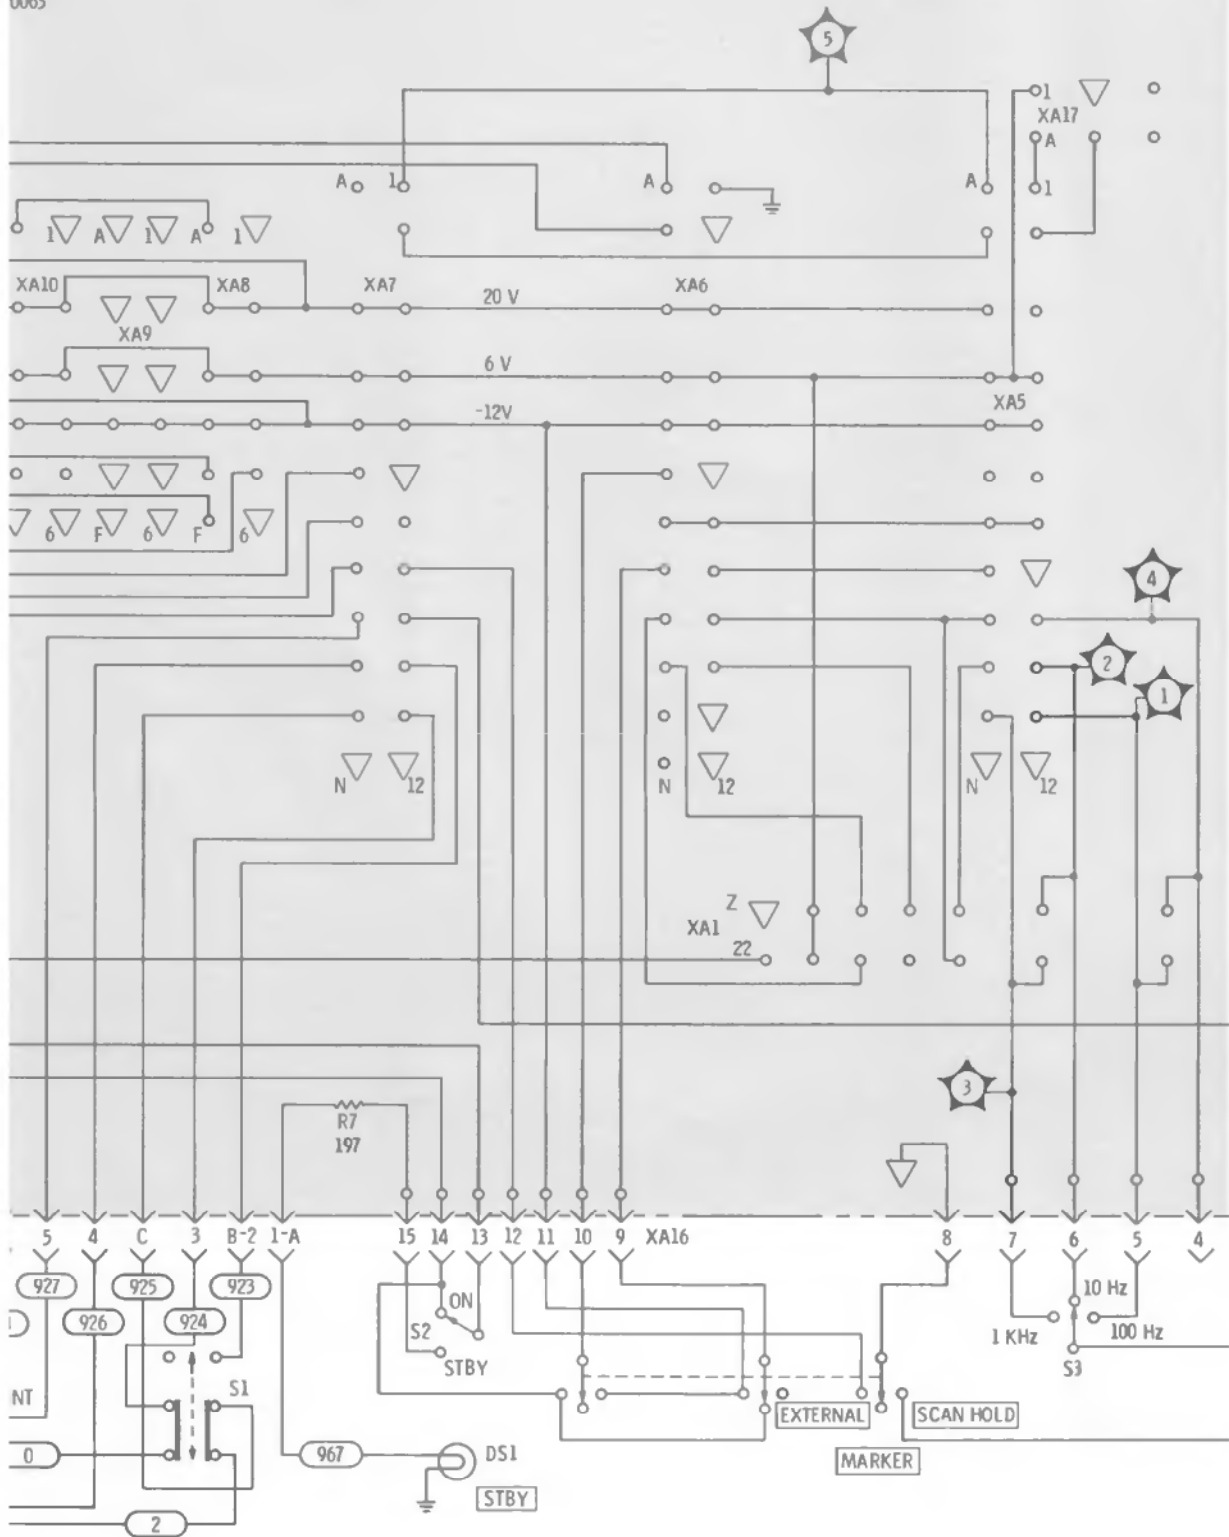 0065
5
1
XA17
A
A 1 A A 1
1 A 1 A 1
XA10 XA8 XA7 20 V XA6
XA9
6 V
-12V XA5
6 F 6 F 6
4
2
1
N 12 N 12 N 12
Z
XA1
22
3
R7
197
5 4 C 3 B-2 1-A 15 14 13 12 11 10 9 XA16 8 7 6 5 4
927 925 923
926 924
ON
S2
STBY
10 Hz
1 KHz 100 Hz
S3
S1
NT
EXTERNAL SCAN HOLD
MARKER
0 967 DS1
STBY
2